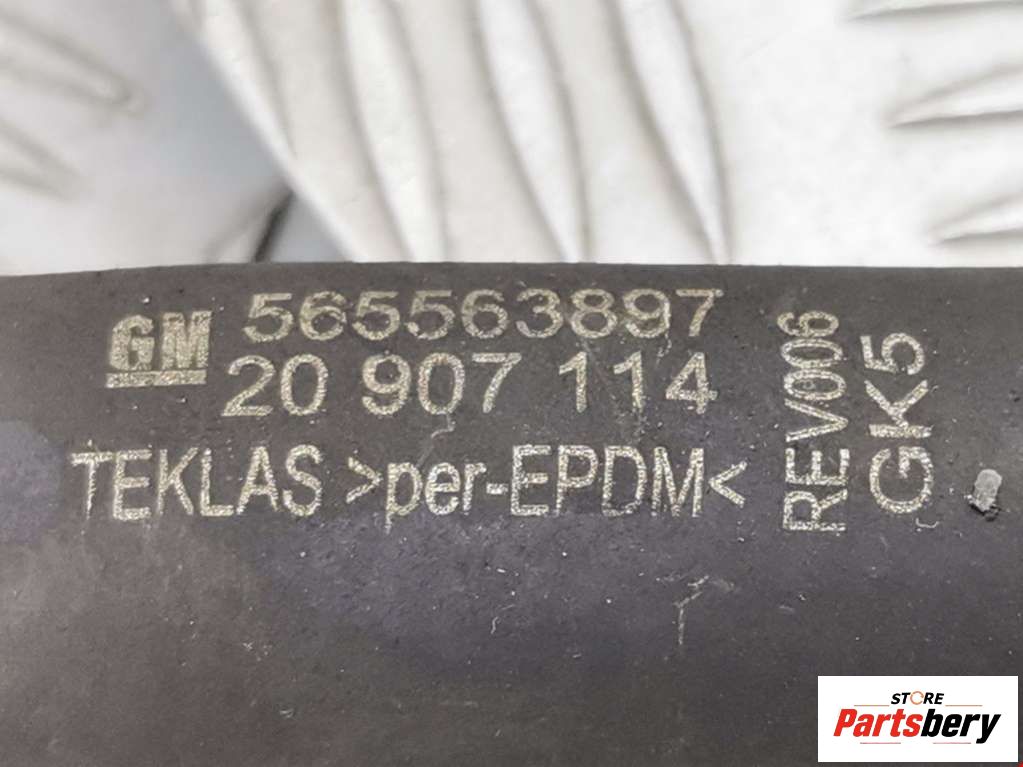 GM
565563897
20 907 114
TEKLAS >per-EPDM<
REV006
GK5
STORE
Partsbery